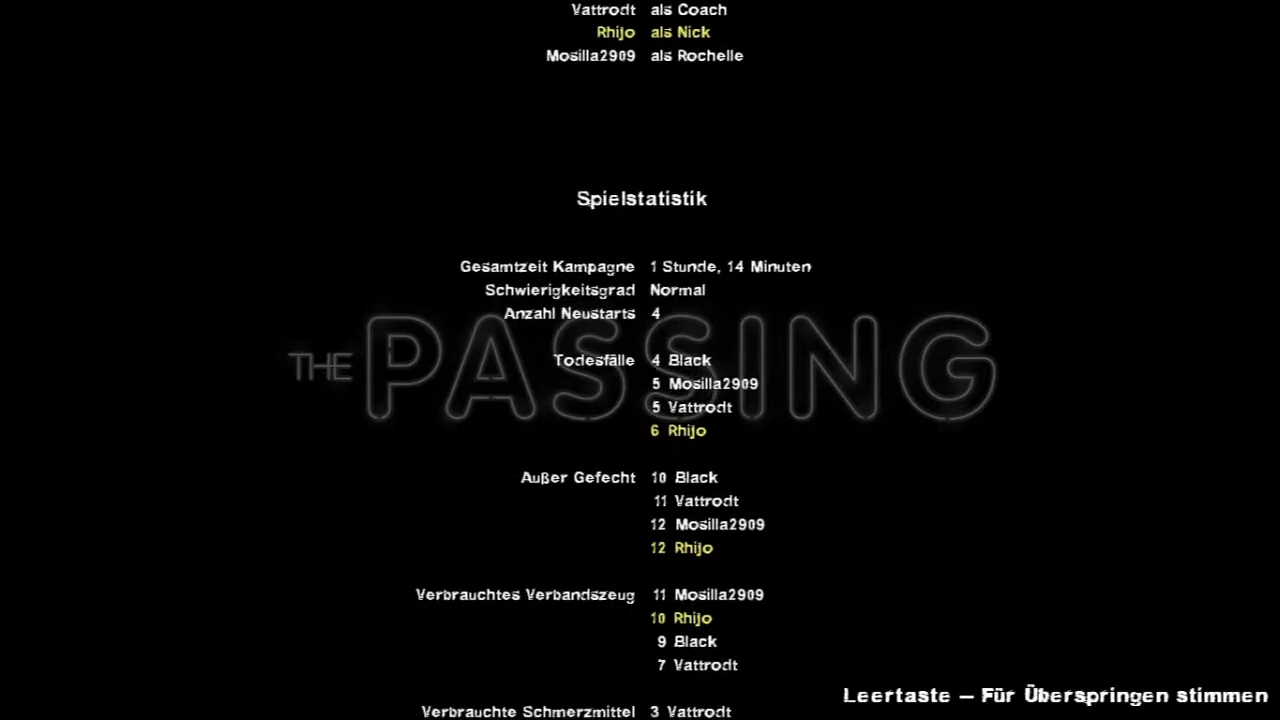 Vattrodt als Coach
Rhijo als Nick
Mosilla2909 als Rochelle
Spielstatistik
Gesamtzeit Kampagne 1 Stunde, 14 Minuten
Schwierigkeitsgrad Normal
Anzahl Neustarts 4
THE PASSING
Todesfälle 4 Black
5 Mosilla2909
5 Vattrodt
6 Rhijo
Außer Gefecht 10 Black
11 Vattrodt
12 Mosilla2909
12 Rhijo
Verbrauchtes Verbandszeug 11 Mosilla2909
10 Rhijo
9 Black
7 Vattrodt
Verbrauchte Schmerzmittel 3 Vattrodt
Leertaste – Für Überspringen stimmen